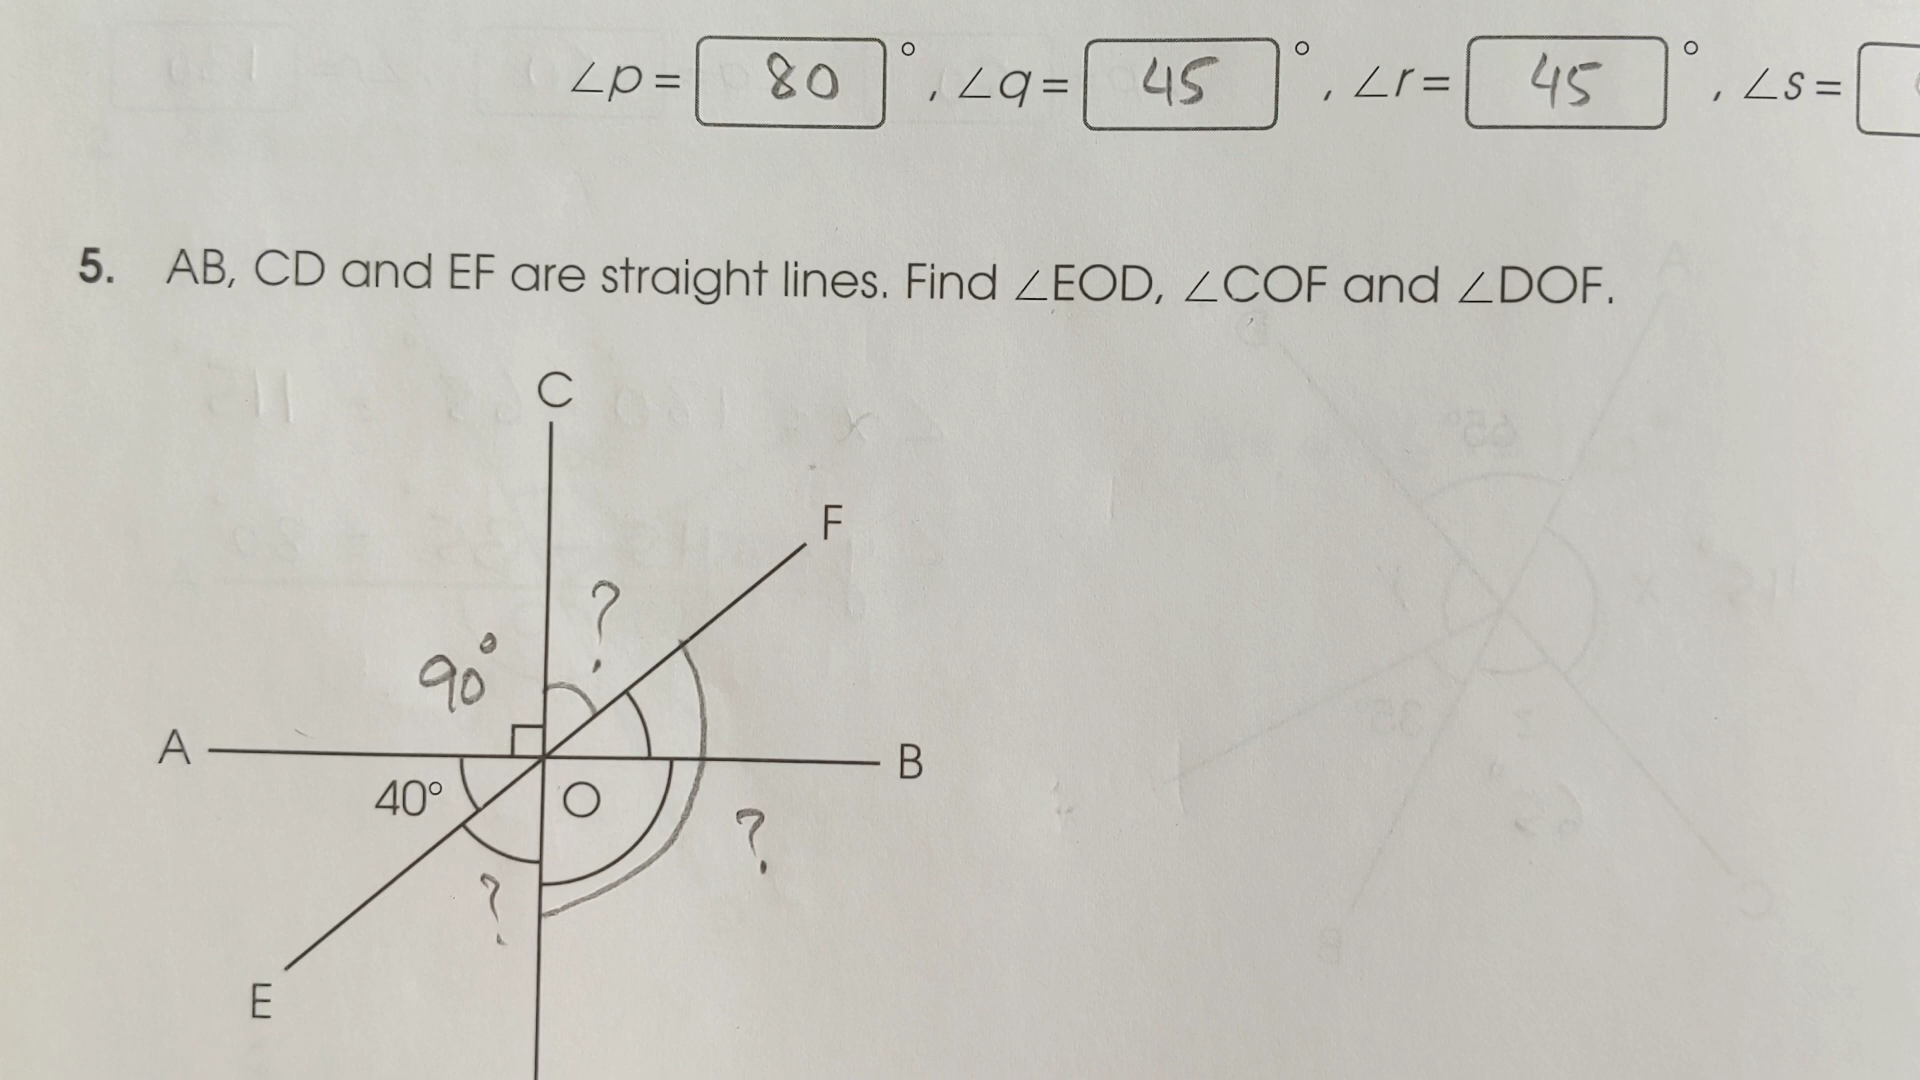 ∠p = 80 °, ∠q = 45 °, ∠r = 45 °, ∠s =
5. AB, CD and EF are straight lines. Find ∠EOD, ∠COF and ∠DOF.
C
F
?
90°
A
B
40°
O
?
?
E